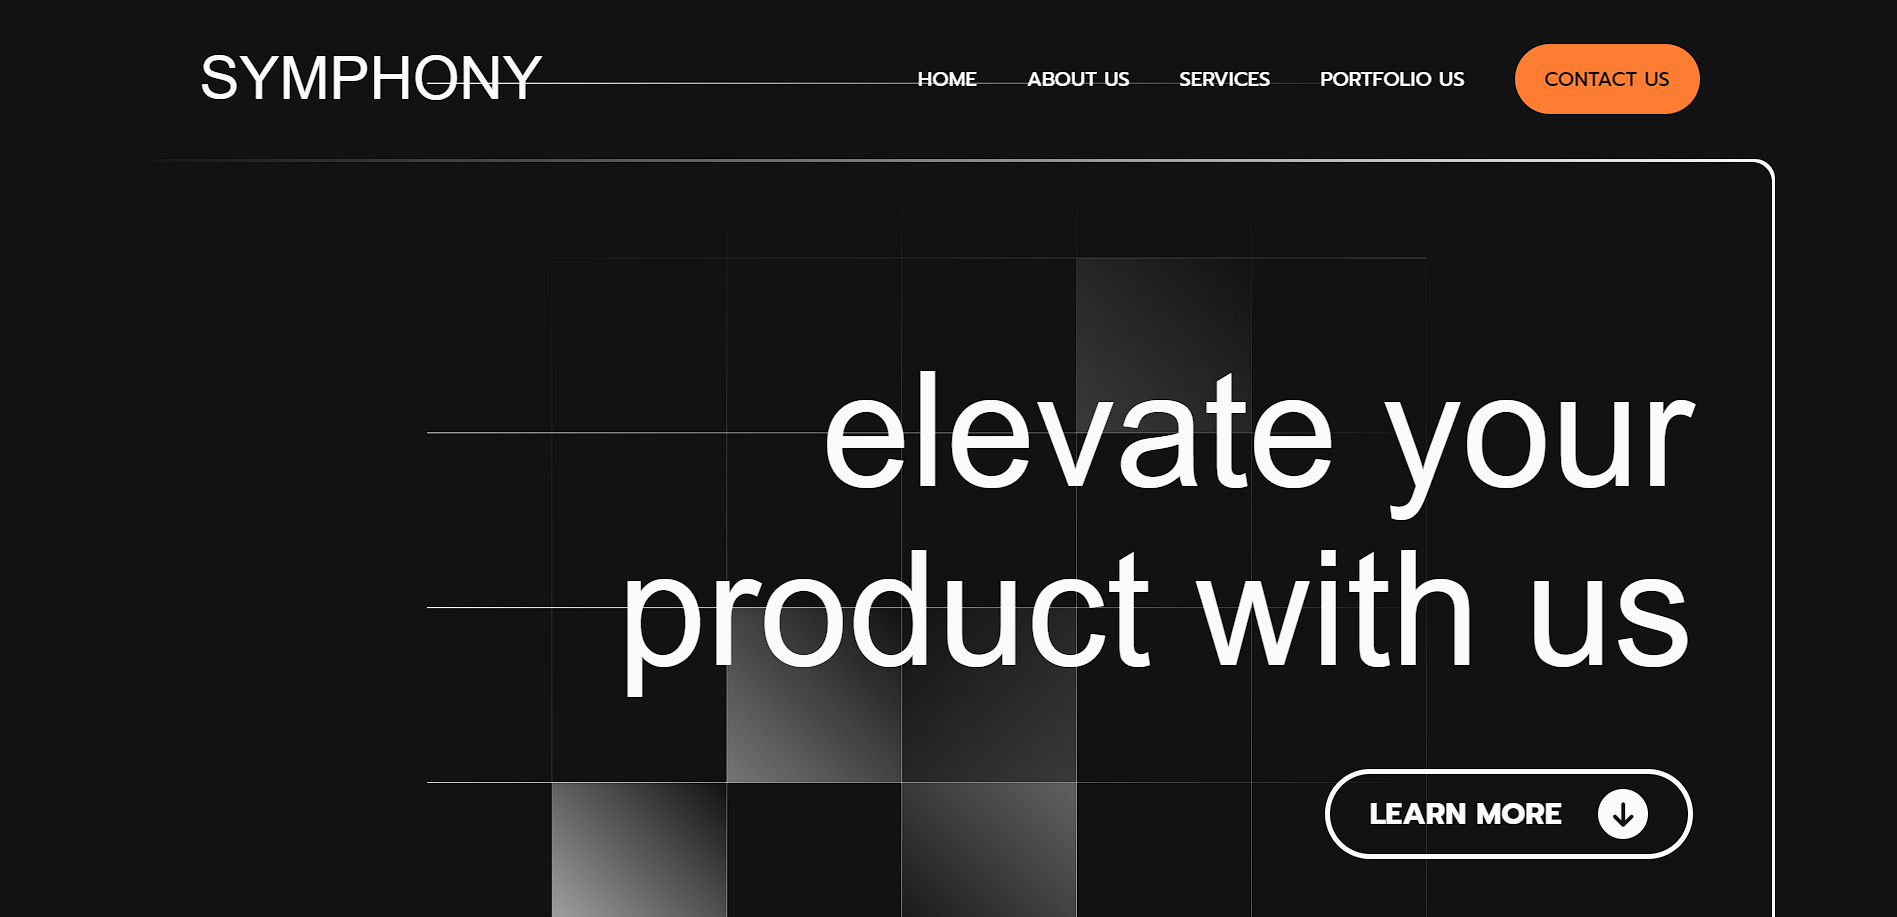 SYMPHONY
HOME ABOUT US SERVICES PORTFOLIO US CONTACT US
elevate your
product with us
LEARN MORE